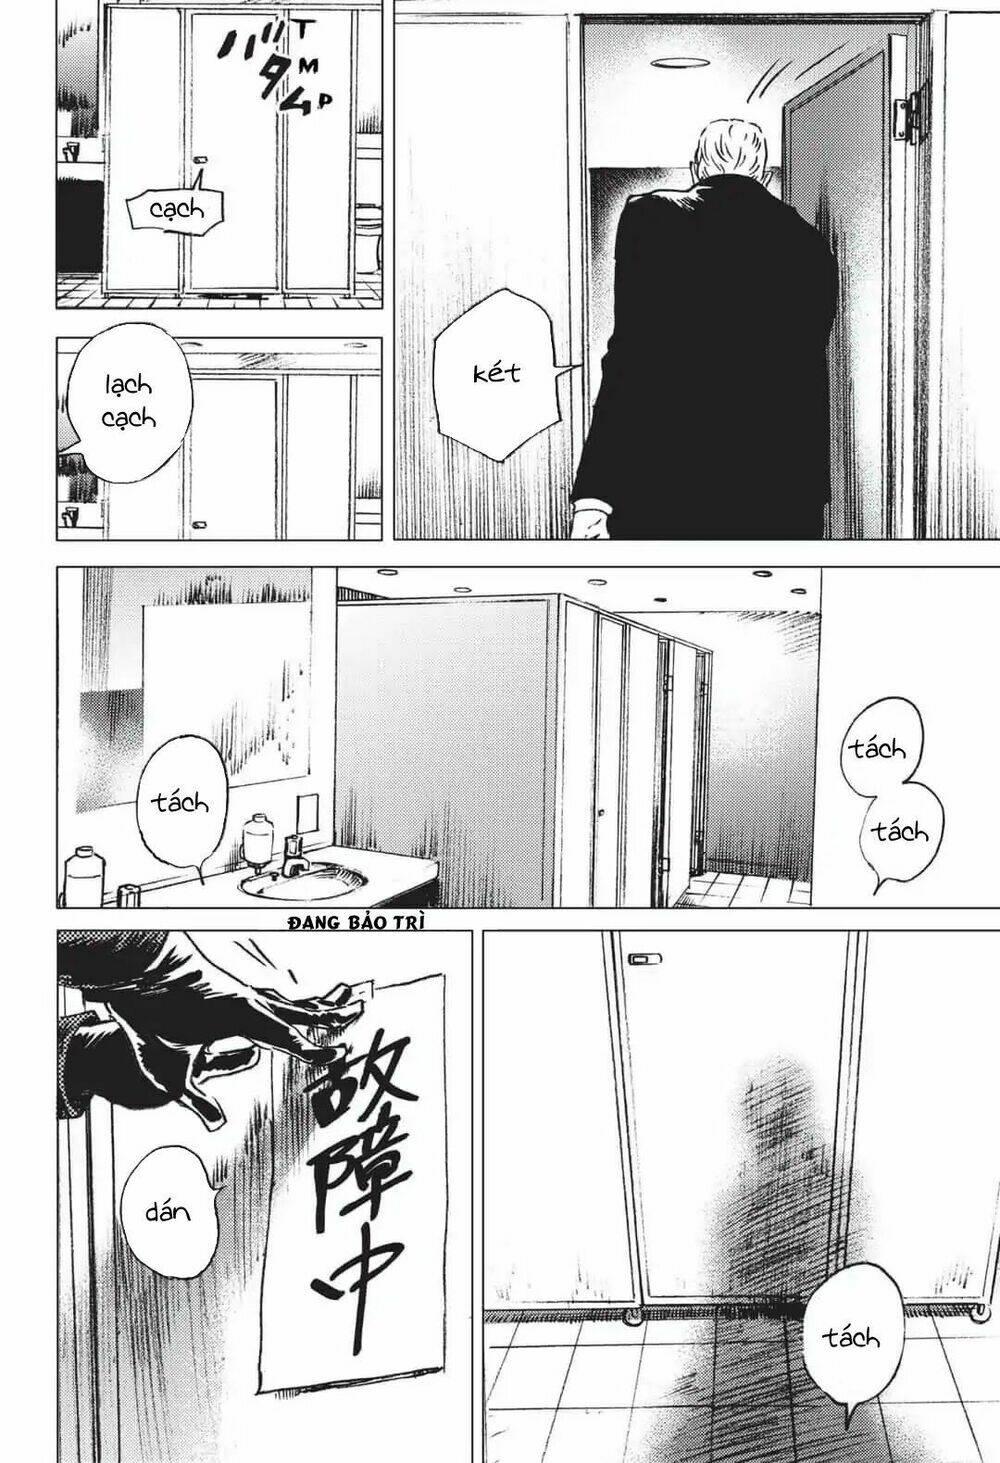 két
バタム
TMP
cạch
lạch
cạch
tách
tách
tách
tách
ĐANG BẢO TRÌ
故障中
dán